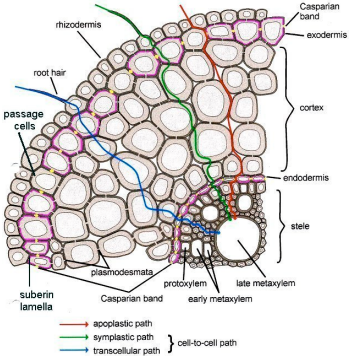 Casparian
band
rhizodermis
exodermis
root hair
cortex
passage
cells
endodermis
stele
plasmodesmata
late metaxylem
suberin
lamella
Casparian band
protoxylem
early metaxylem
apoplastic path
symplastic path
cell-to-cell path
transcellular path